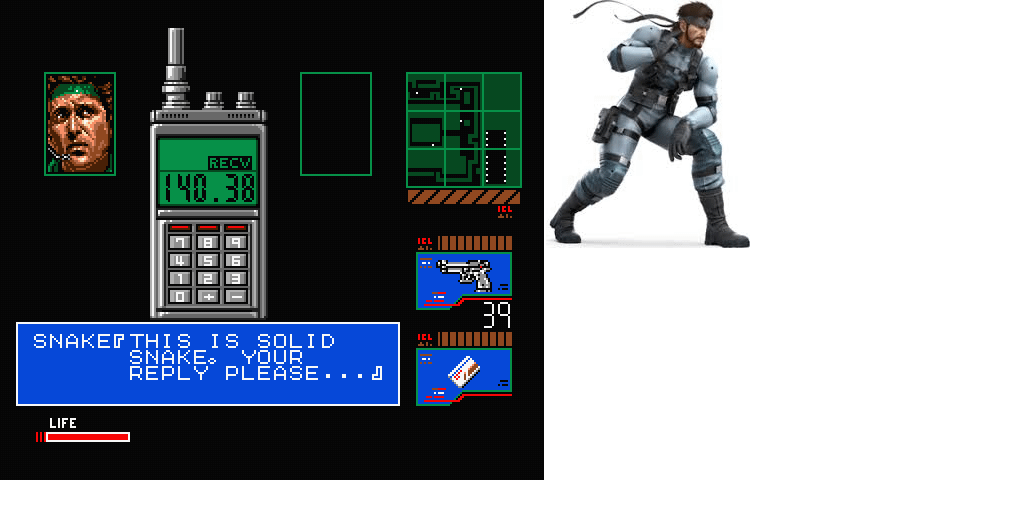 RECV
140.38
7 8 9
4 5 6
1 2 3
0 + -
39
SNAKE『THIS IS SOLID
SNAKE。 YOUR
REPLY PLEASE...』
LIFE